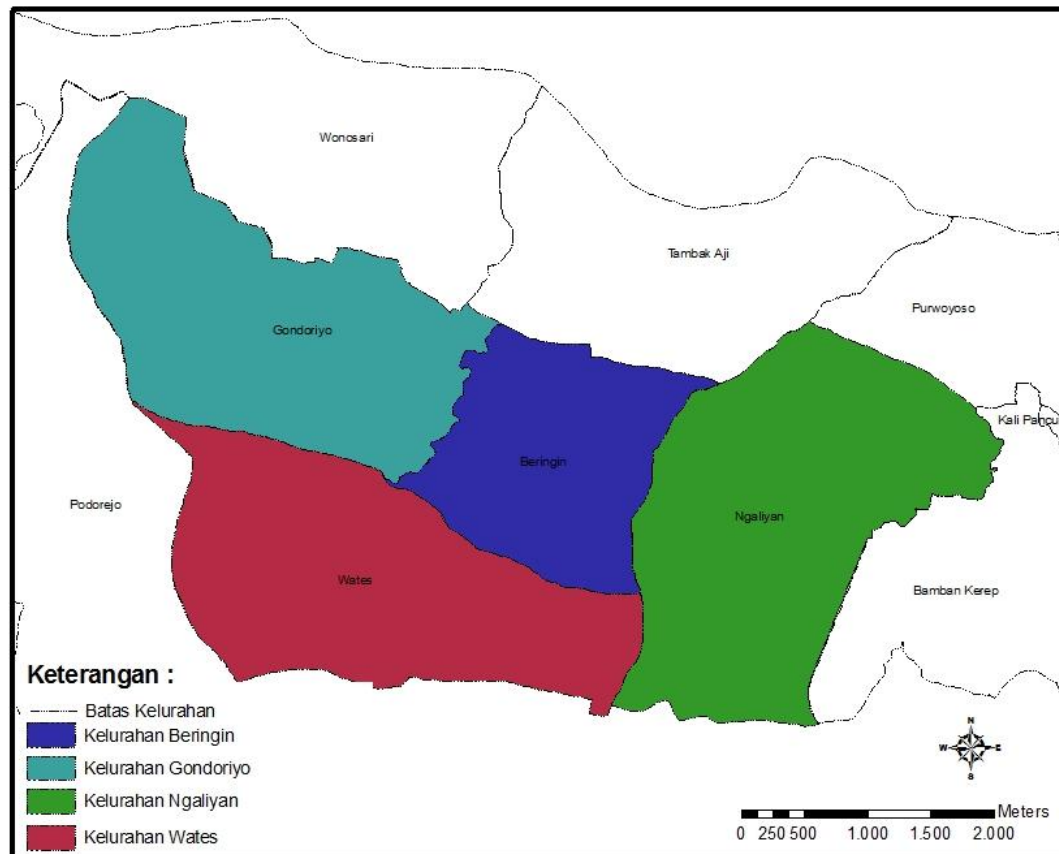 Wonosari
Tambak Aji
Purwoyoso
Gondoriyo
Kali Pancu
Beringin
Podorejo
Ngaliyan
Wates
Bamban Kerep
Keterangan :
Batas Kelurahan
Kelurahan Beringin
Kelurahan Gondoriyo
Kelurahan Ngaliyan
Kelurahan Wates
N
W E
S
Meters
0 250 500 1.000 1.500 2.000